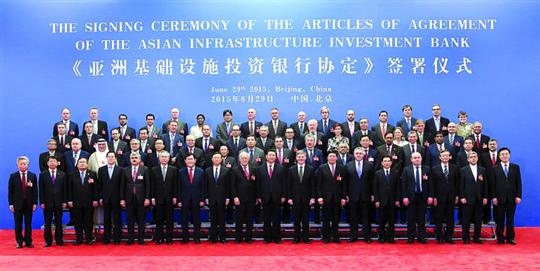 THE SIGNING CEREMONY OF THE ARTICLES OF AGREEMENT
OF THE ASIAN INFRASTRUCTURE INVESTMENT BANK
《亚洲基础设施投资银行协定》签署仪式
June 29th 2015, Beijing, China
2015年6月29日 中国·北京